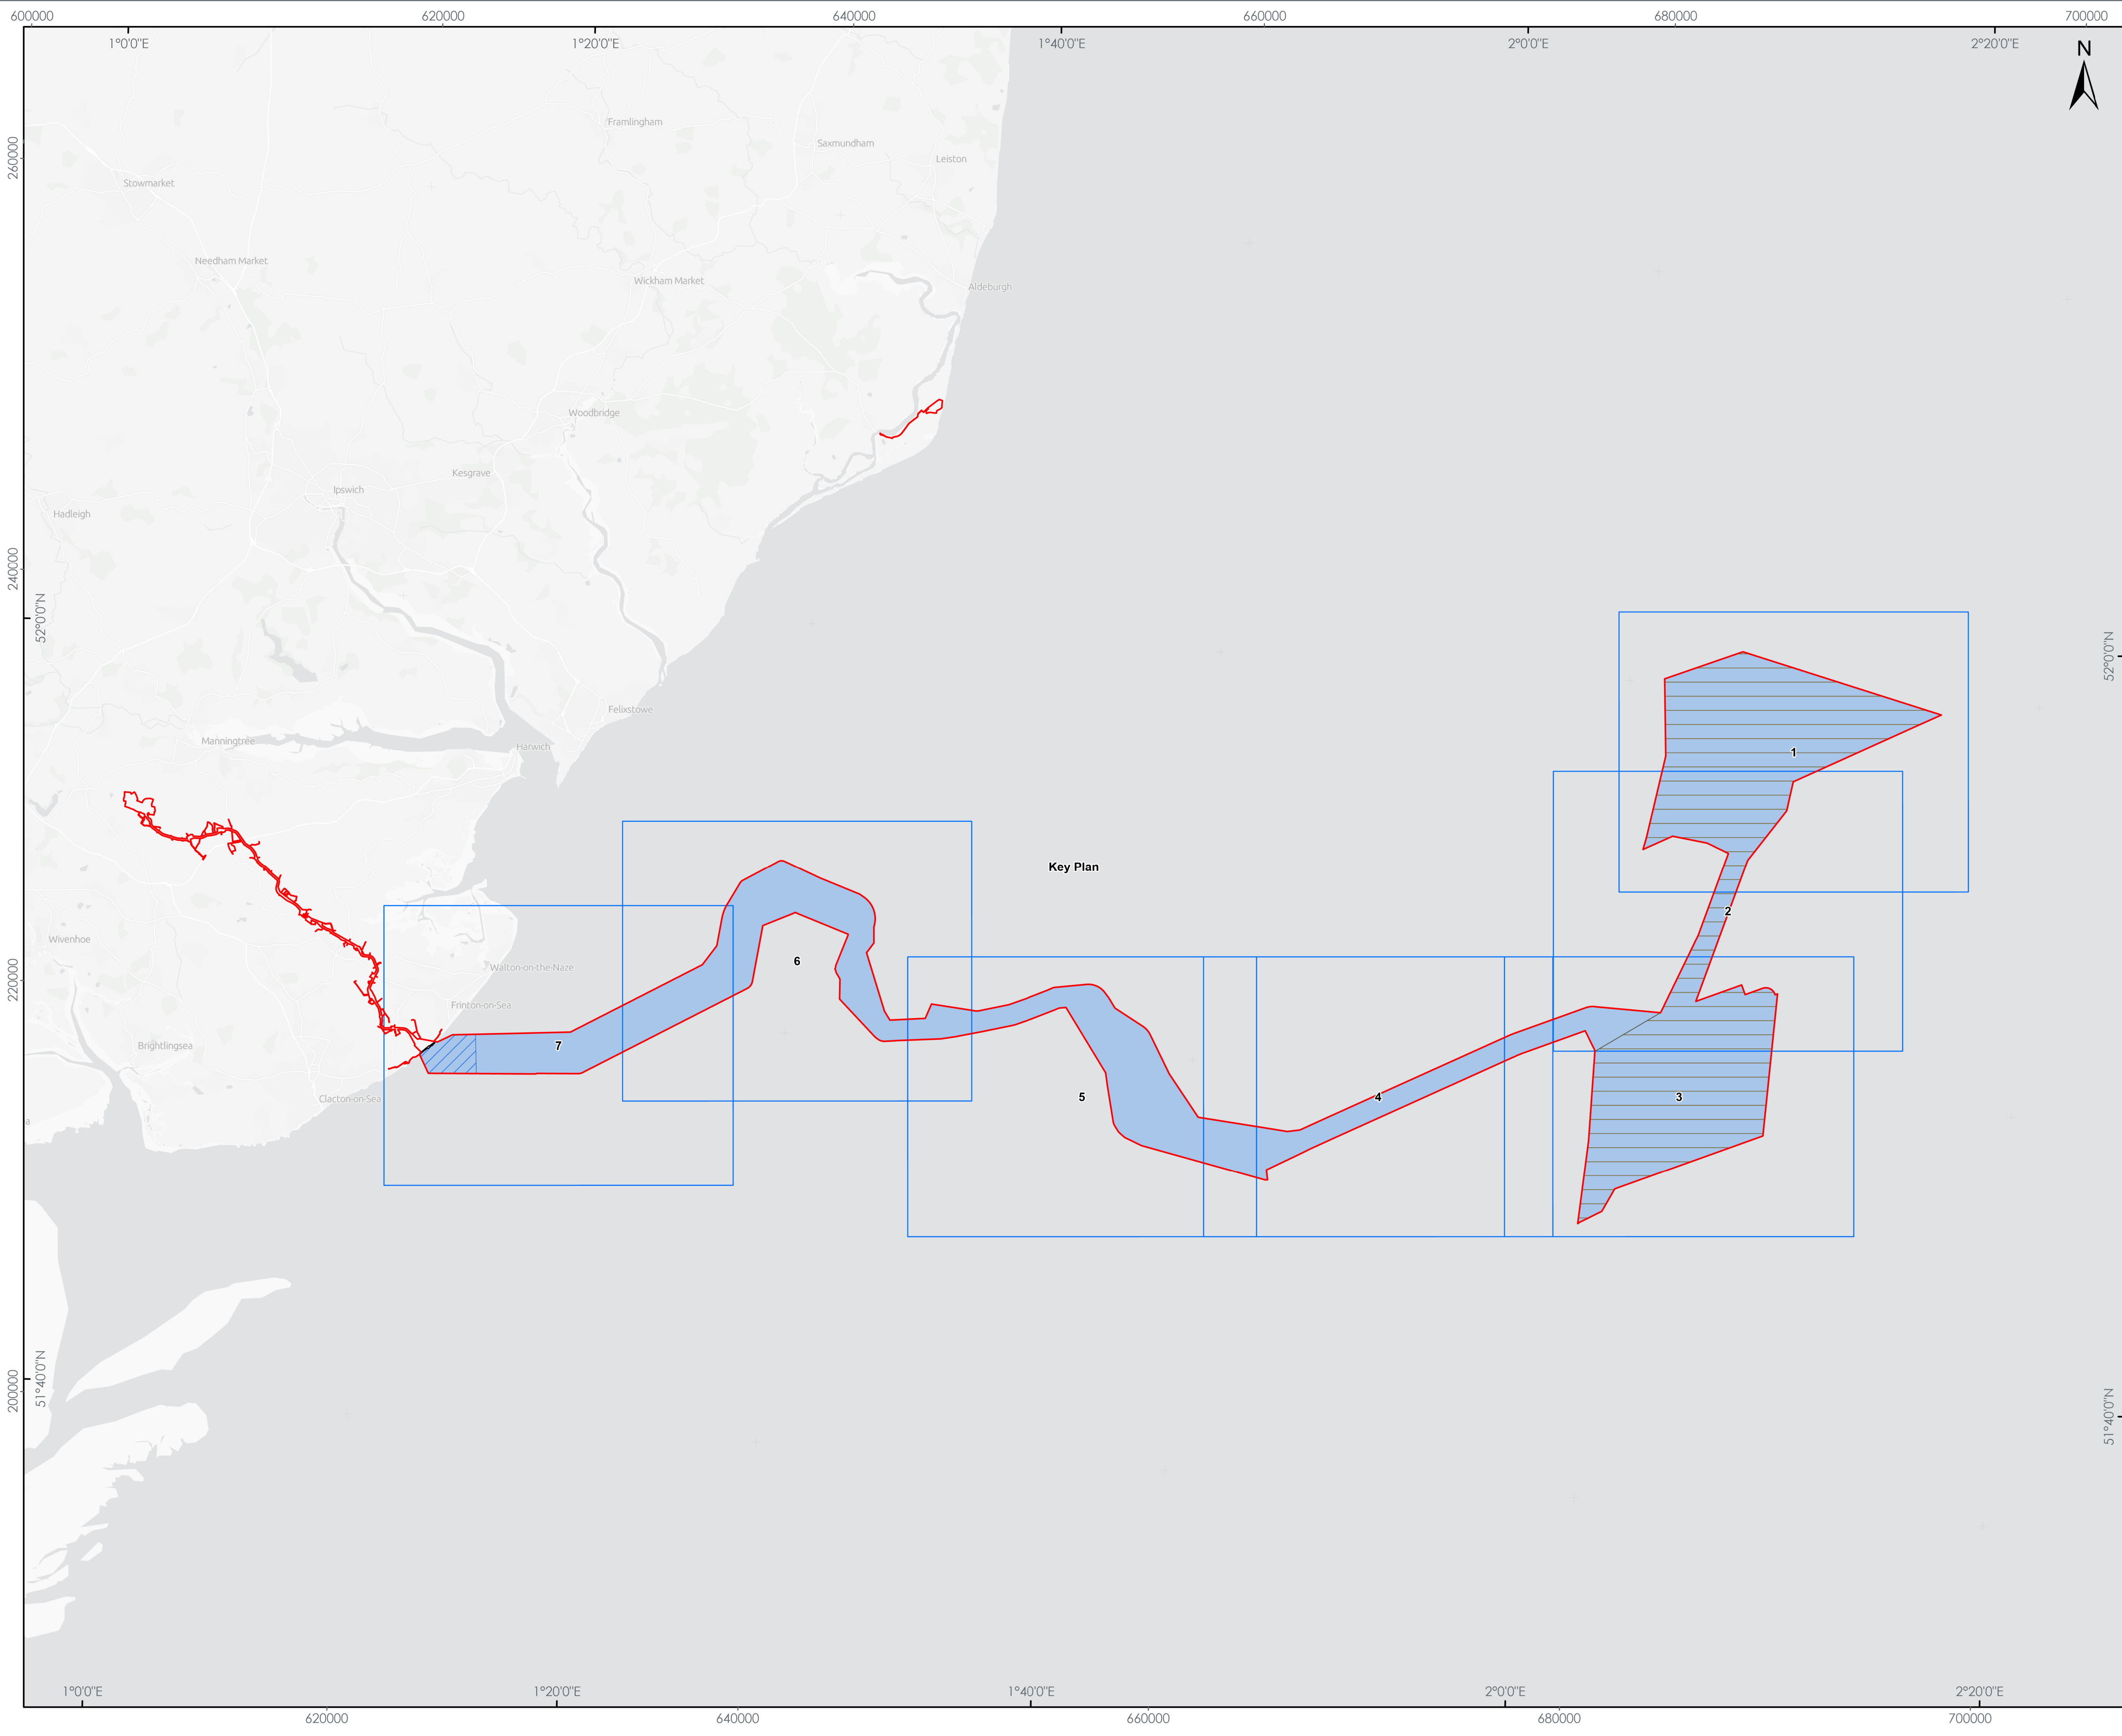 600000 620000 640000 660000 680000 700000
1°0'0"E 1°20'0"E 1°40'0"E 2°0'0"E 2°20'0"E
N
Framlingham
Saxmundham
260000
Leiston
Stowmarket
Needham Market
Wickham Market
Aldeburgh
Woodbridge
Kesgrave
Ipswich
Hadleigh
240000
52°0'0"N
52°0'0"N
Felixstowe
Manningtree
Harwich
1
Key Plan
2
Wivenhoe
6
Walton-on-the-Naze
220000
Frinton-on-Sea
Brightlingsea
7
Clacton-on-Sea
5
4
3
a
200000
51°40'0"N
51°40'0"N
1°0'0"E 1°20'0"E 1°40'0"E 2°0'0"E 2°20'0"E
620000 640000 660000 680000 700000